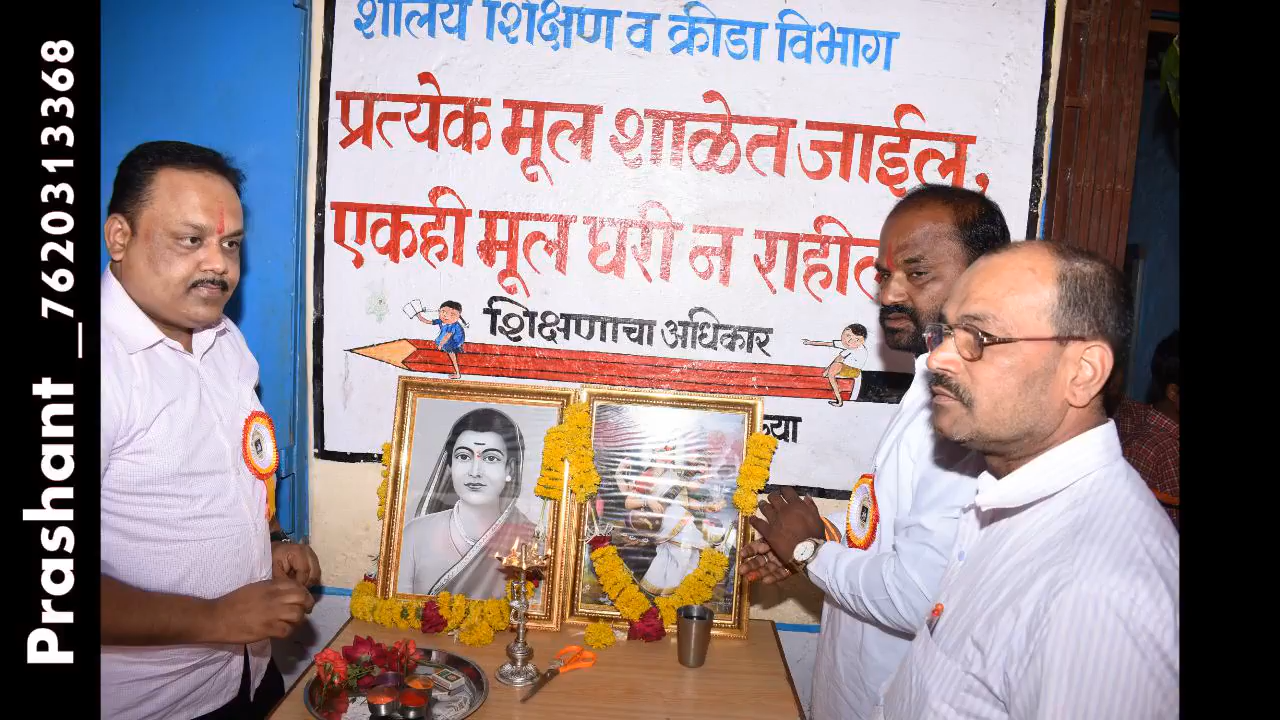 शालेय शिक्षण व क्रीडा विभाग
प्रत्येक मूल शाळेत जाईल,
एकही मूल घरी न राहील
शिक्षणाचा अधिकार
Prashant _7620313368